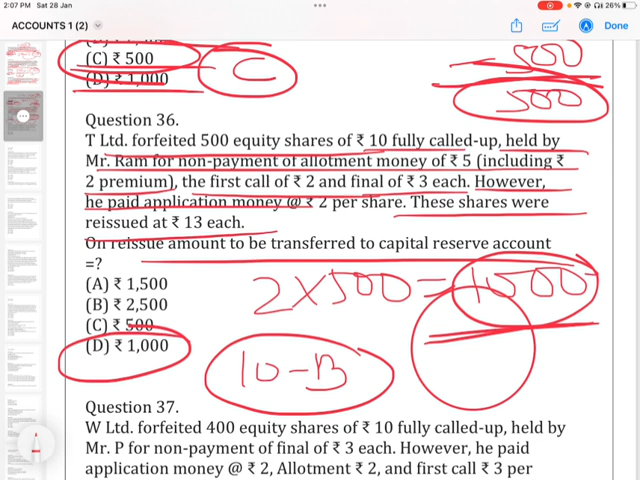 2:07 PM Sat 28 Jan
26%
ACCOUNTS 1 (2)
Done
(C) ₹ 500
(D) ₹ 1,000
C
500
500
Question 36.
T Ltd. forfeited 500 equity shares of ₹ 10 fully called-up, held by
Mr. Ram for non-payment of allotment money of ₹ 5 (including ₹
2 premium), the first call of ₹ 2 and final of ₹ 3 each. However,
he paid application money @ ₹ 2 per share. These shares were
reissued at ₹ 13 each.
On reissue amount to be transferred to capital reserve account
=?
(A) ₹ 1,500
(B) ₹ 2,500
(C) ₹ 500
(D) ₹ 1,000
2 X 500 = 1000
10 - 13
Question 37.
W Ltd. forfeited 400 equity shares of ₹ 10 fully called-up, held by
Mr. P for non-payment of final of ₹ 3 each. However, he paid
application money @ ₹ 2, Allotment ₹ 2, and first call ₹ 3 per